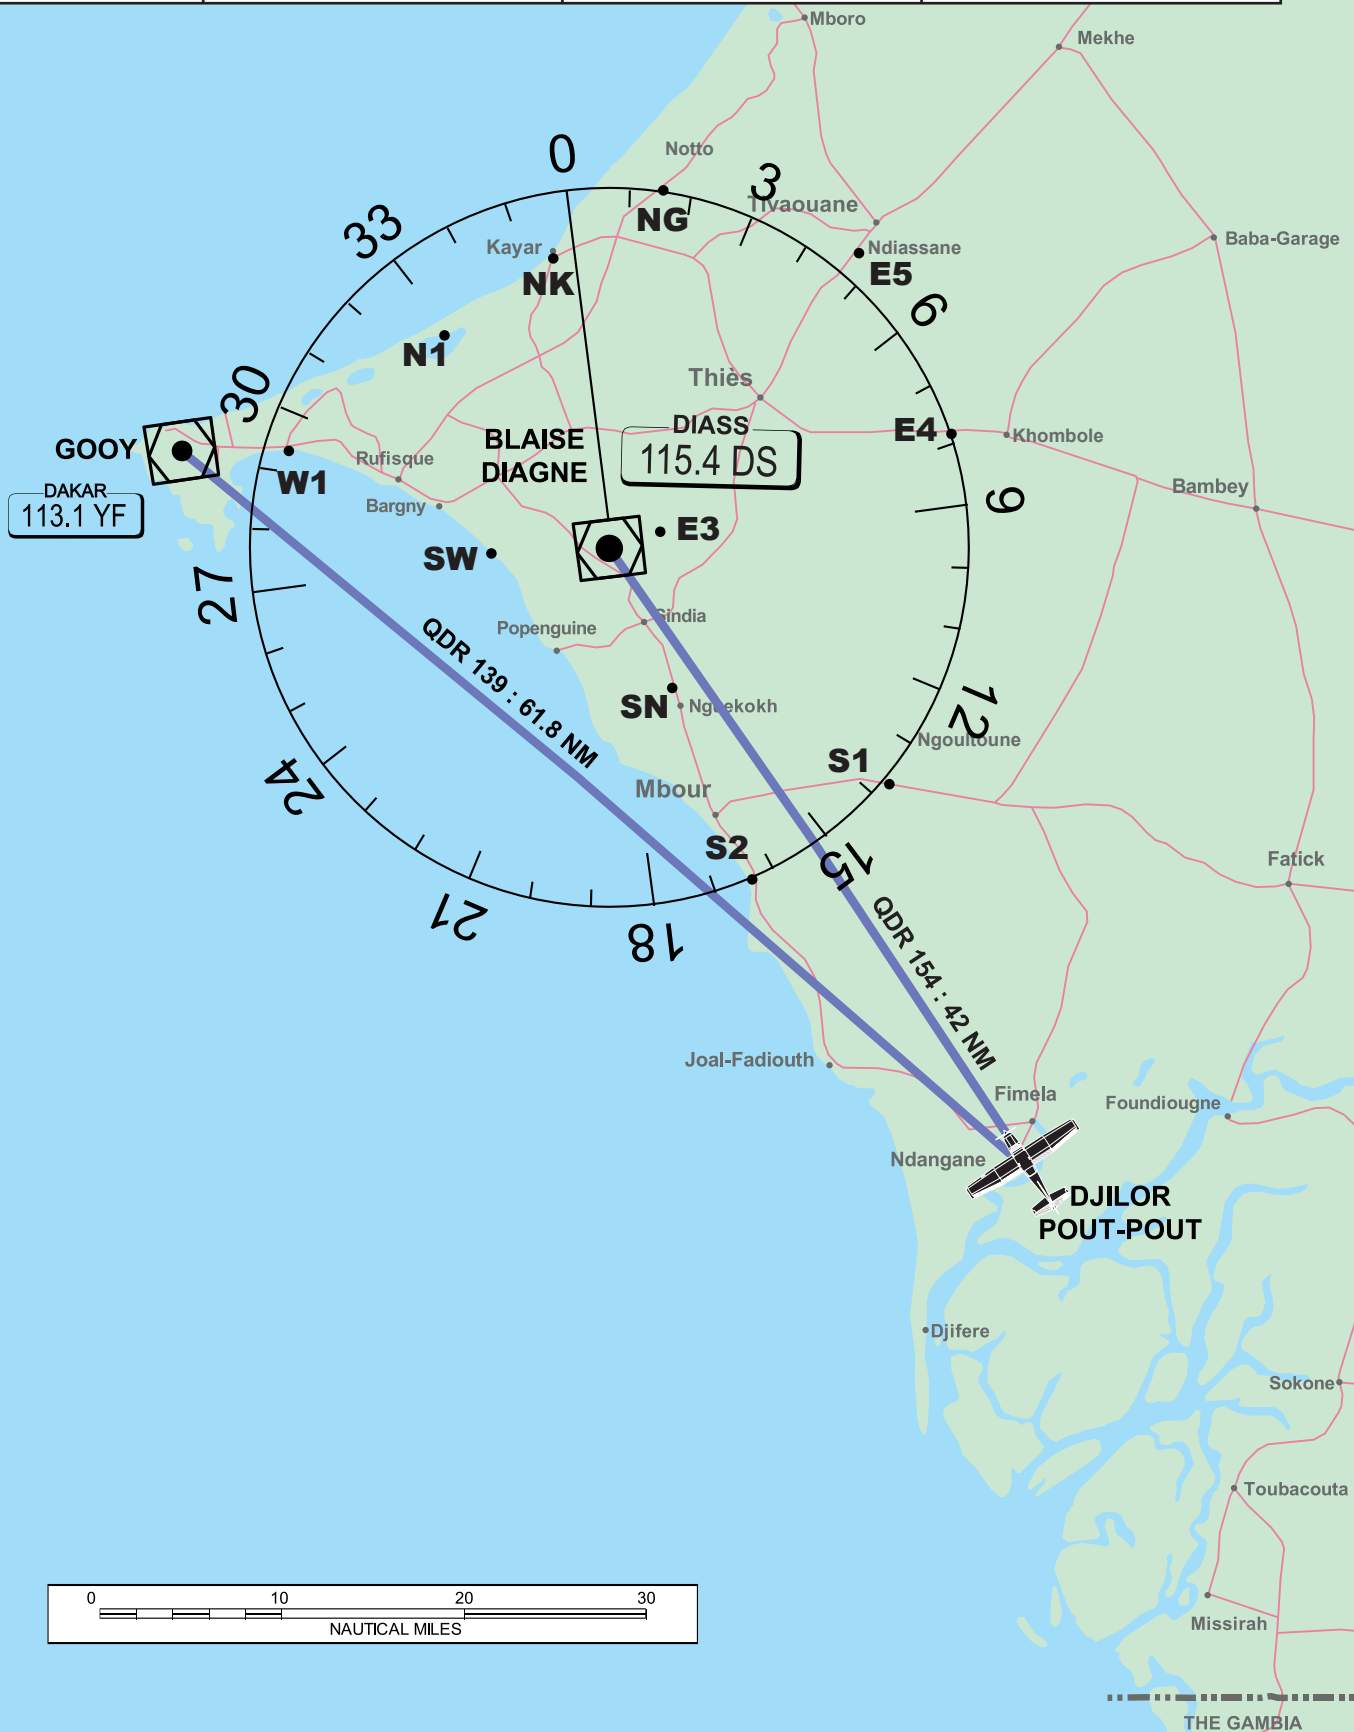 Mboro
Mekhe
Notto
0
3
Tivaouane
33
NG
Kayar
Ndiassane
Baba-Garage
NK
E5
6
N1
Thiès
30
DIASS
115.4 DS
BLAISE
DIAGNE
E4
Khombole
GOOY
Rufisque
W1
DAKAR
113.1 YF
Bargny
Bambey
9
E3
SW
27
Popenguine
Sindia
QDR 139 : 61.8 NM
SN
Nguekokh
12
Ngoultoune
S1
24
Mbour
S2
15
Fatick
21
18
QDR 154 : 42 NM
Joal-Fadiouth
Fimela
Foundiougne
Ndangane
DJILOR
POUT-POUT
Djifere
Sokone
Toubacouta
0 10 20 30
NAUTICAL MILES
Missirah
THE GAMBIA